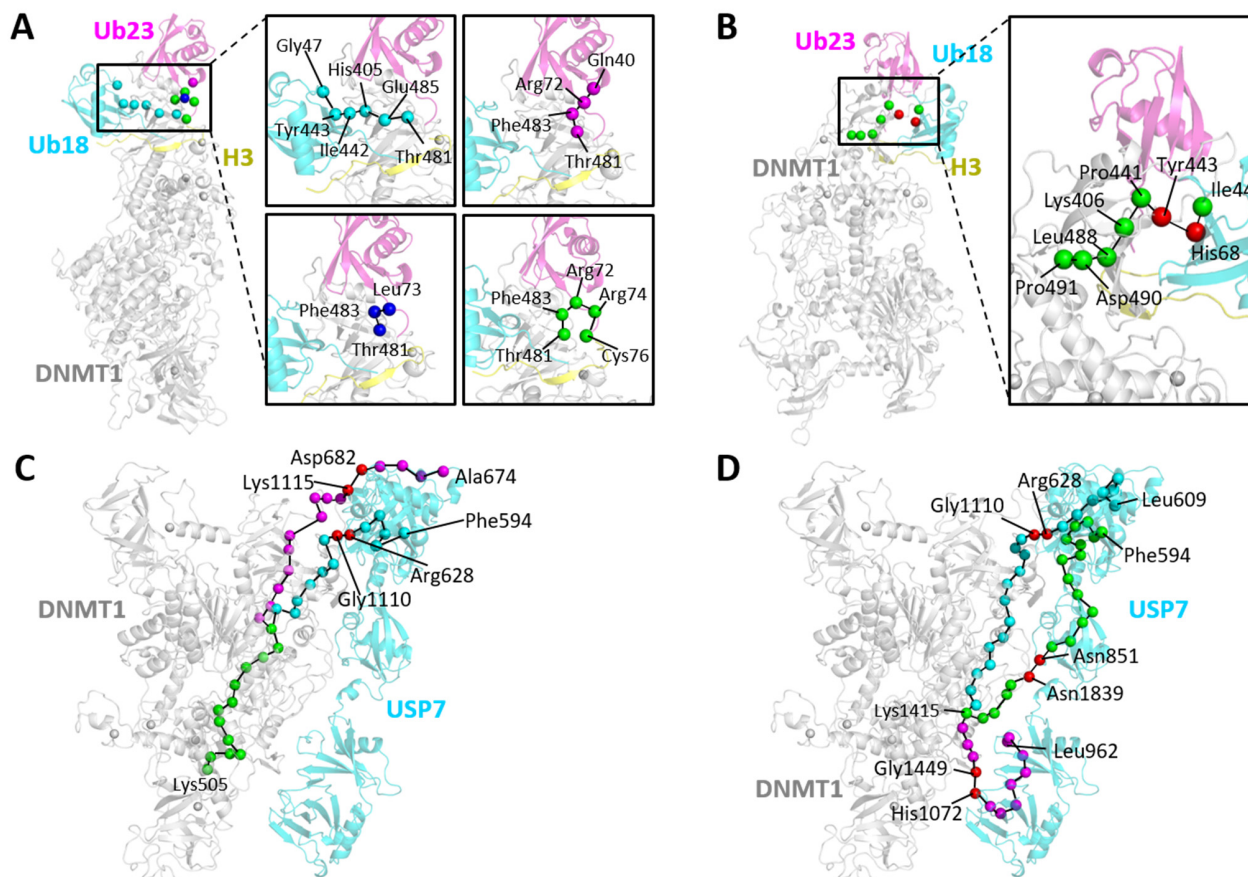 A
Ub23
Ub18
H3
DNMT1
Gly47
His405
Glu485
Tyr443
Ile442
Thr481
Gln40
Arg72
Phe483
Thr481
Leu73
Phe483
Thr481
Arg72
Phe483
Arg74
Thr481
Cys76
B
Ub23
Ub18
DNMT1
H3
Pro441
Tyr443
Lys406
Ile44
Leu488
His68
Pro491
Asp490
C
Asp682
Lys1115
Ala674
Phe594
Arg628
Gly1110
DNMT1
USP7
Lys505
D
Arg628
Gly1110
Leu609
Phe594
USP7
Asn851
Asn1839
Lys1415
Leu962
Gly1449
DNMT1
His1072